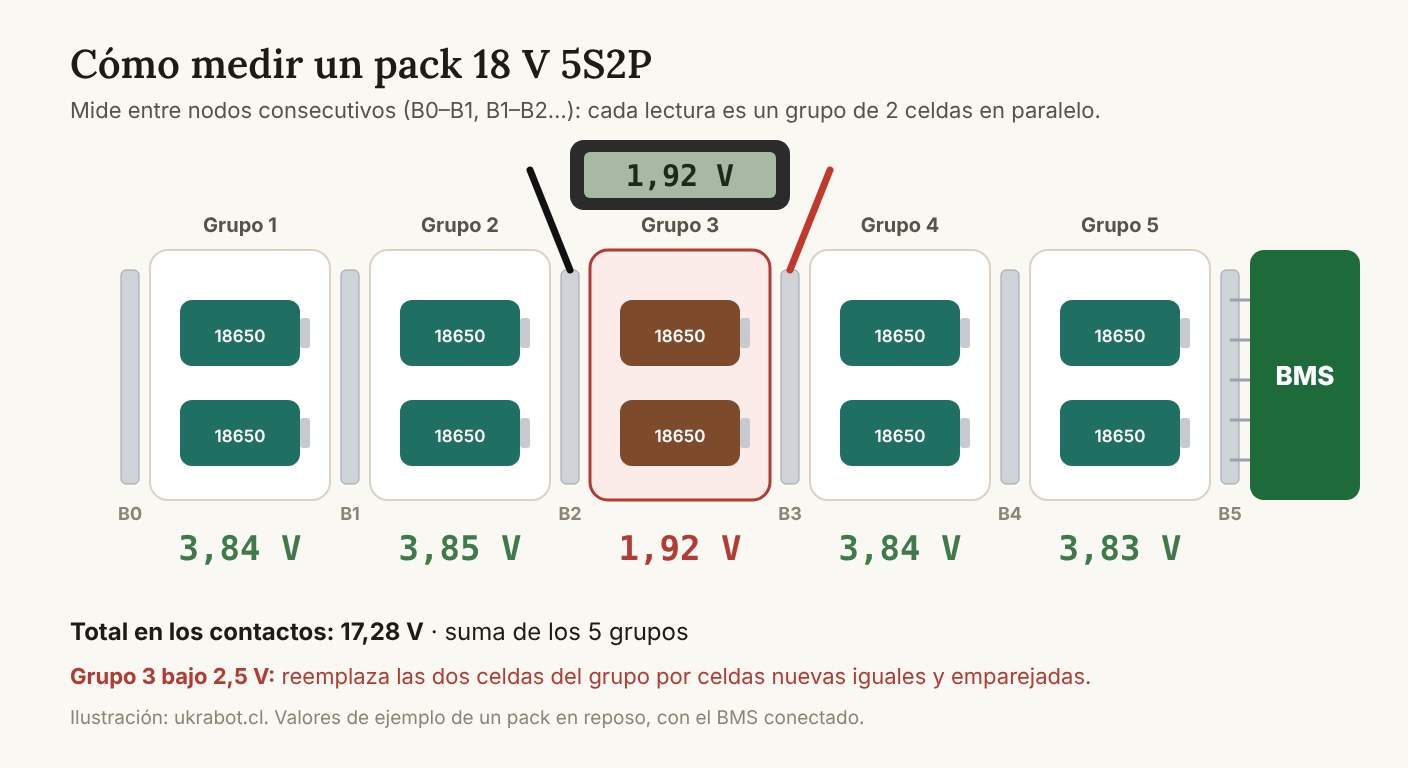 Cómo medir un pack 18 V 5S2P
Mide entre nodos consecutivos (B0–B1, B1–B2...): cada lectura es un grupo de 2 celdas en paralelo.
1,92 V
Grupo 1 Grupo 2 Grupo 3 Grupo 4 Grupo 5
18650 18650 18650 18650 18650
BMS
18650 18650 18650 18650 18650
B0 B1 B2 B3 B4 B5
3,84 V 3,85 V 1,92 V 3,84 V 3,83 V
Total en los contactos: 17,28 V · suma de los 5 grupos
Grupo 3 bajo 2,5 V: reemplaza las dos celdas del grupo por celdas nuevas iguales y emparejadas.
Ilustración: ukrabot.cl. Valores de ejemplo de un pack en reposo, con el BMS conectado.